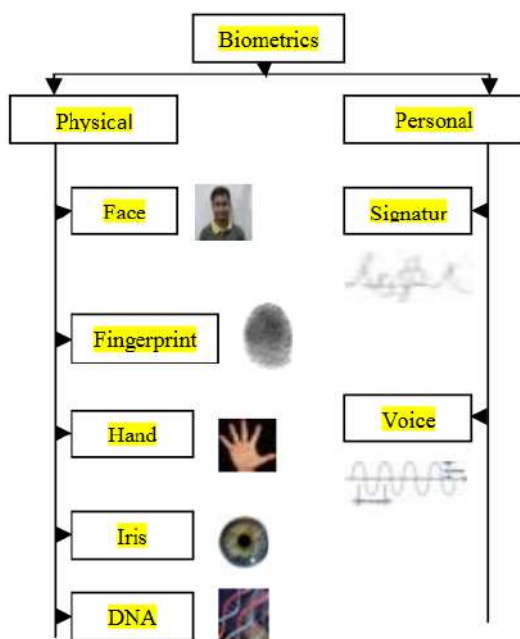 Biometrics
Physical
Personal
Face
Signatur
Fingerprint
Hand
Voice
Iris
DNA